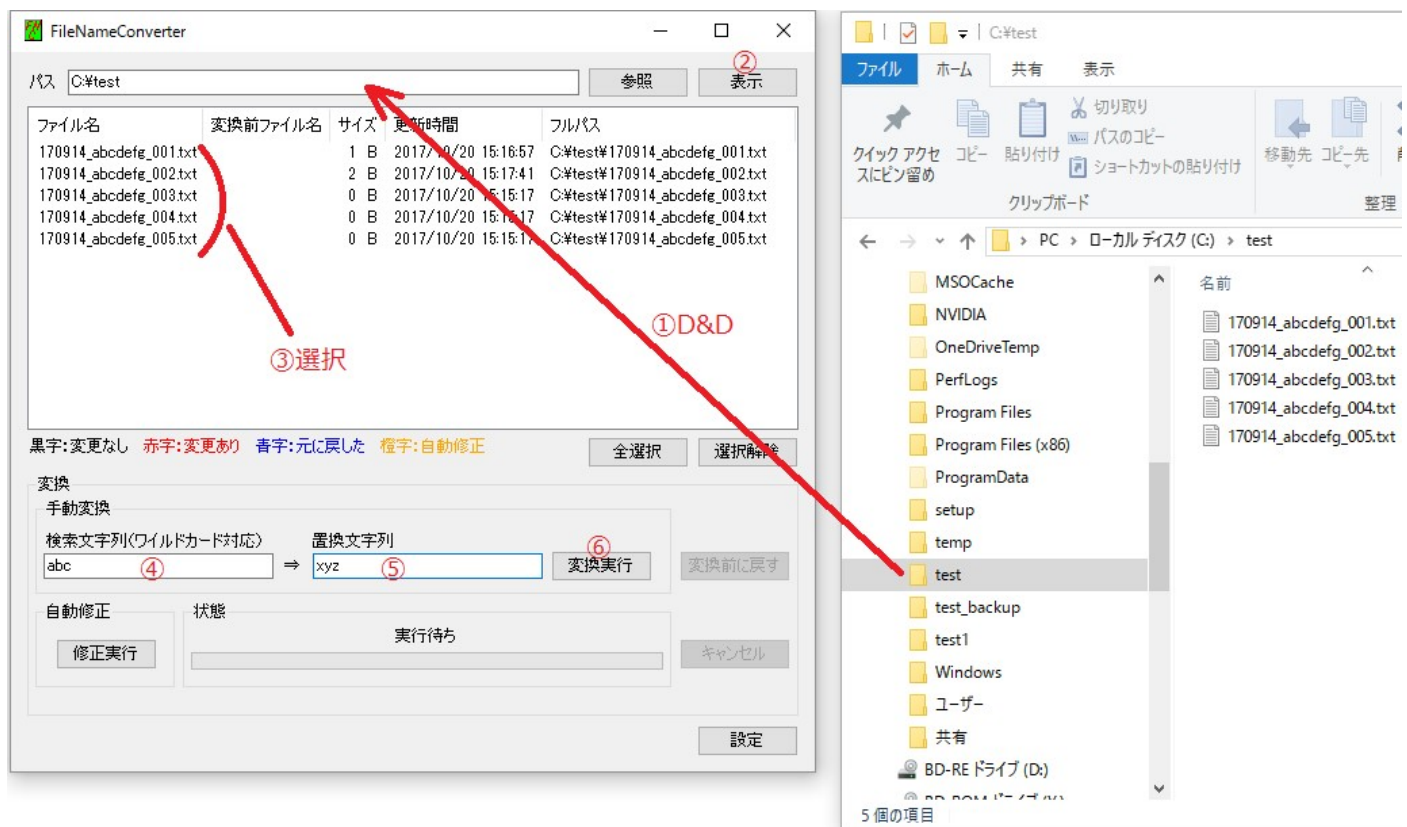 FileNameConverter
②
パス C:¥test 参照 表示
ファイル名 変換前ファイル名 サイズ 更新時間 フルパス
170914_abcdefg_001.txt 1 B 2017/10/20 15:16:57 C:¥test¥170914_abcdefg_001.txt
170914_abcdefg_002.txt 2 B 2017/10/20 15:17:41 C:¥test¥170914_abcdefg_002.txt
170914_abcdefg_003.txt 0 B 2017/10/20 15:15:17 C:¥test¥170914_abcdefg_003.txt
170914_abcdefg_004.txt 0 B 2017/10/20 15:15:17 C:¥test¥170914_abcdefg_004.txt
170914_abcdefg_005.txt 0 B 2017/10/20 15:15:17 C:¥test¥170914_abcdefg_005.txt
①D&D
③選択
黒字:変更なし 赤字:変更あり 青字:元に戻した 橙字:自動修正 全選択 選択解除
変換
手動変換
検索文字列(ワイルドカード対応) 置換文字列
abc ④ ⇒ xyz ⑤ ⑥ 変換実行 変換前に戻す
自動修正 状態
実行待ち
修正実行 キャンセル
設定
C:¥test
ファイル ホーム 共有 表示
クイック アクセスにピン留め
コピー
貼り付け
切り取り
パスのコピー
ショートカットの貼り付け
移動先 コピー先
クリップボード 整理
PC ローカル ディスク (C:) test
MSOCache
NVIDIA
OneDriveTemp
PerfLogs
Program Files
Program Files (x86)
ProgramData
setup
temp
test
test_backup
test1
Windows
ユーザー
共有
BD-RE ドライブ (D:)
名前
170914_abcdefg_001.txt
170914_abcdefg_002.txt
170914_abcdefg_003.txt
170914_abcdefg_004.txt
170914_abcdefg_005.txt
5 個の項目